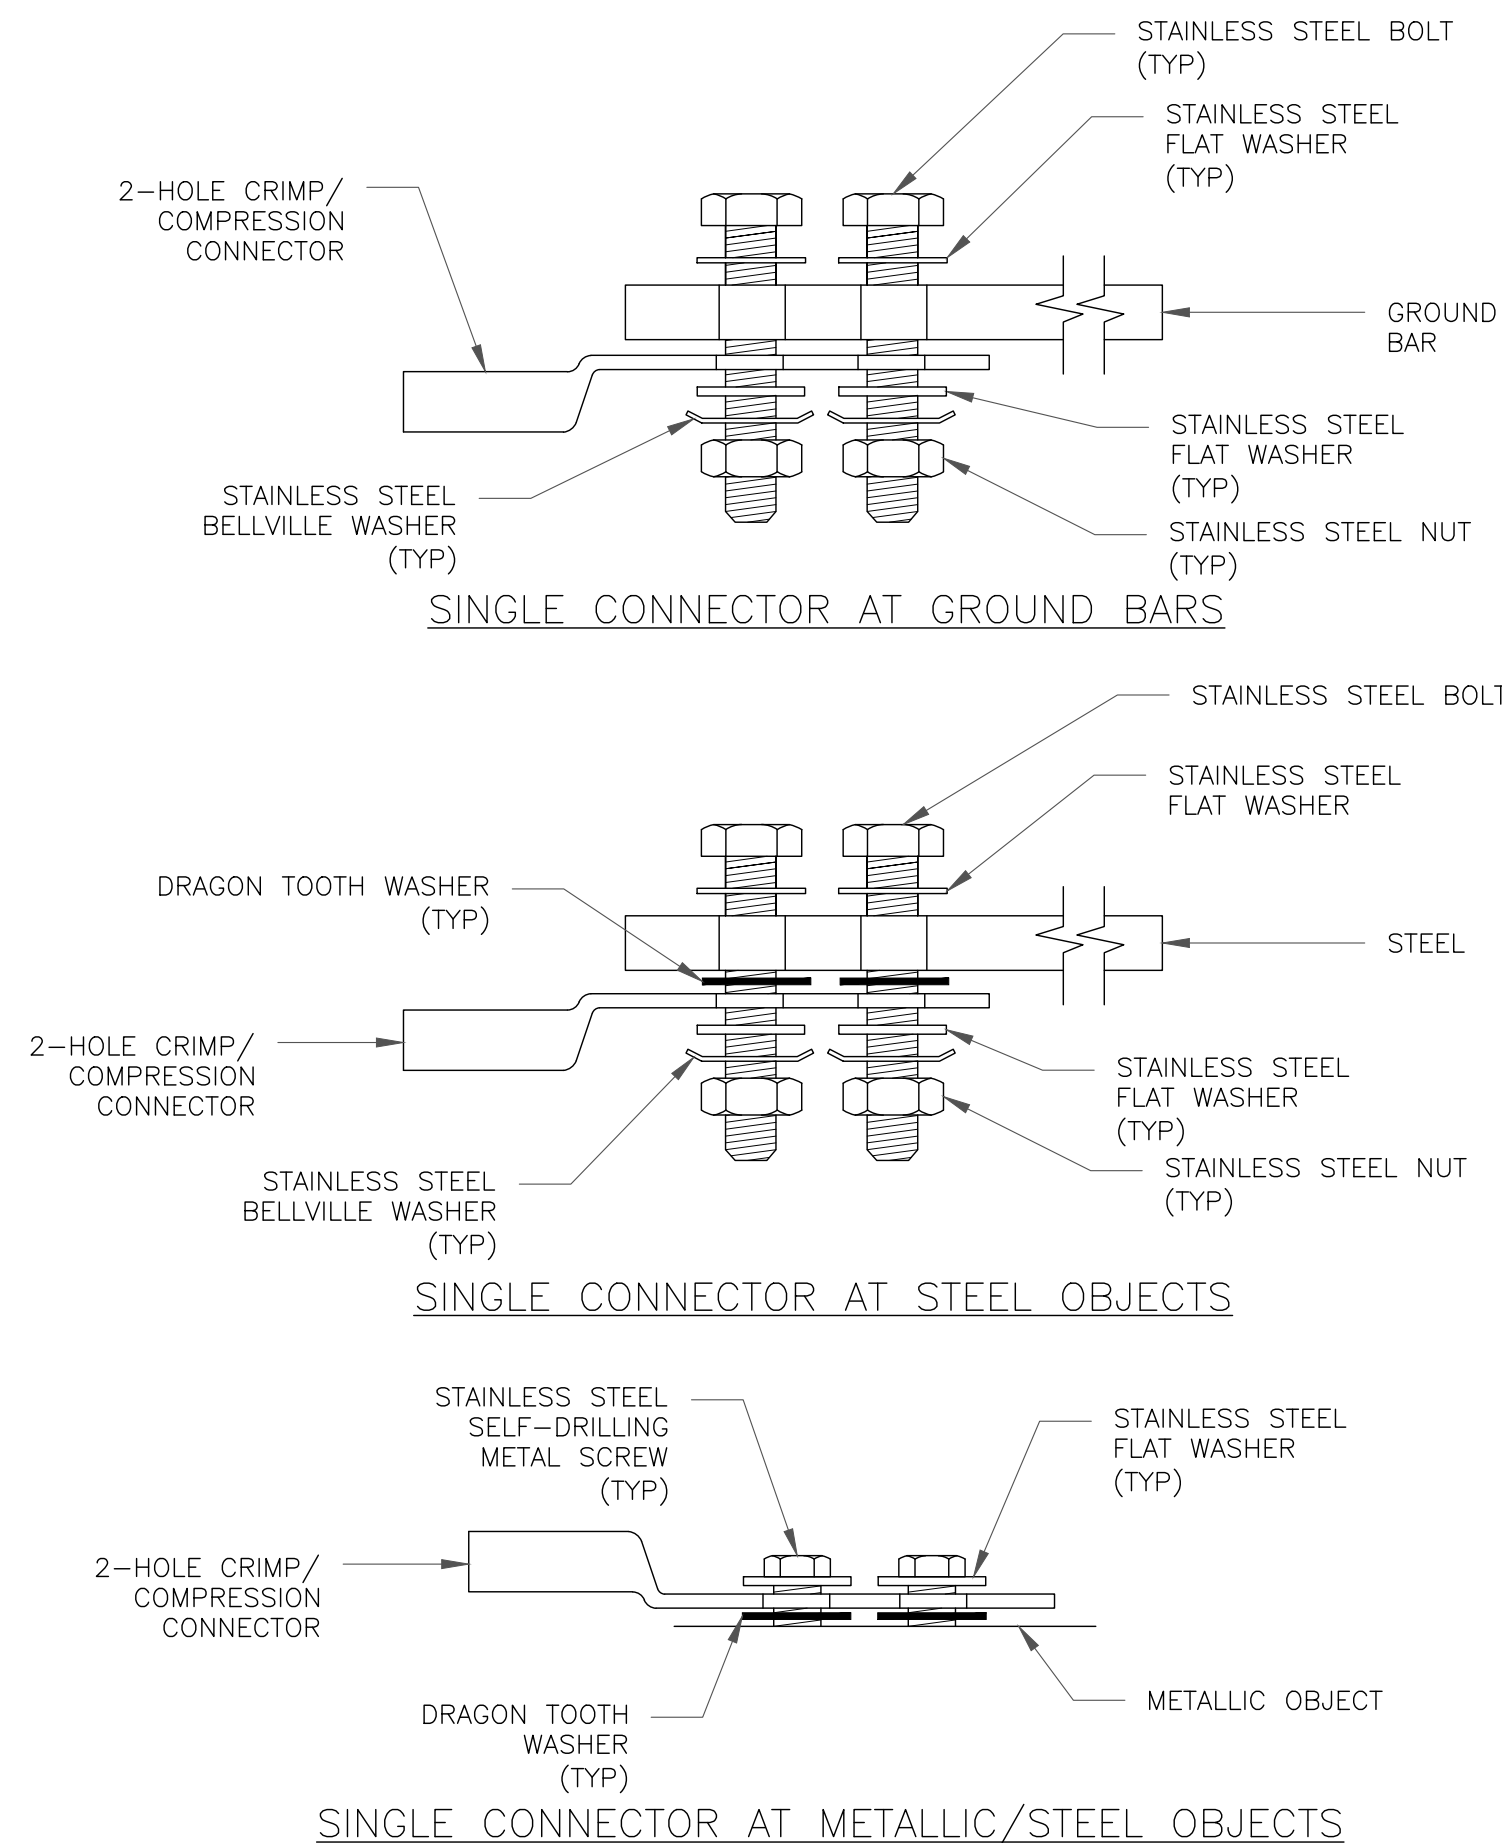 STAINLESS STEEL BOLT
(TYP)
STAINLESS STEEL
FLAT WASHER
(TYP)
2-HOLE CRIMP/
COMPRESSION
CONNECTOR
GROUND
BAR
STAINLESS STEEL
FLAT WASHER
(TYP)
STAINLESS STEEL
BELLVILLE WASHER
(TYP)
STAINLESS STEEL NUT
(TYP)
SINGLE CONNECTOR AT GROUND BARS
STAINLESS STEEL BOLT
STAINLESS STEEL
FLAT WASHER
DRAGON TOOTH WASHER
(TYP)
STEEL
2-HOLE CRIMP/
COMPRESSION
CONNECTOR
STAINLESS STEEL
FLAT WASHER
(TYP)
STAINLESS STEEL NUT
(TYP)
STAINLESS STEEL
BELLVILLE WASHER
(TYP)
SINGLE CONNECTOR AT STEEL OBJECTS
STAINLESS STEEL
SELF-DRILLING
METAL SCREW
(TYP)
STAINLESS STEEL
FLAT WASHER
(TYP)
2-HOLE CRIMP/
COMPRESSION
CONNECTOR
DRAGON TOOTH
WASHER
(TYP)
METALLIC OBJECT
SINGLE CONNECTOR AT METALLIC/STEEL OBJECTS